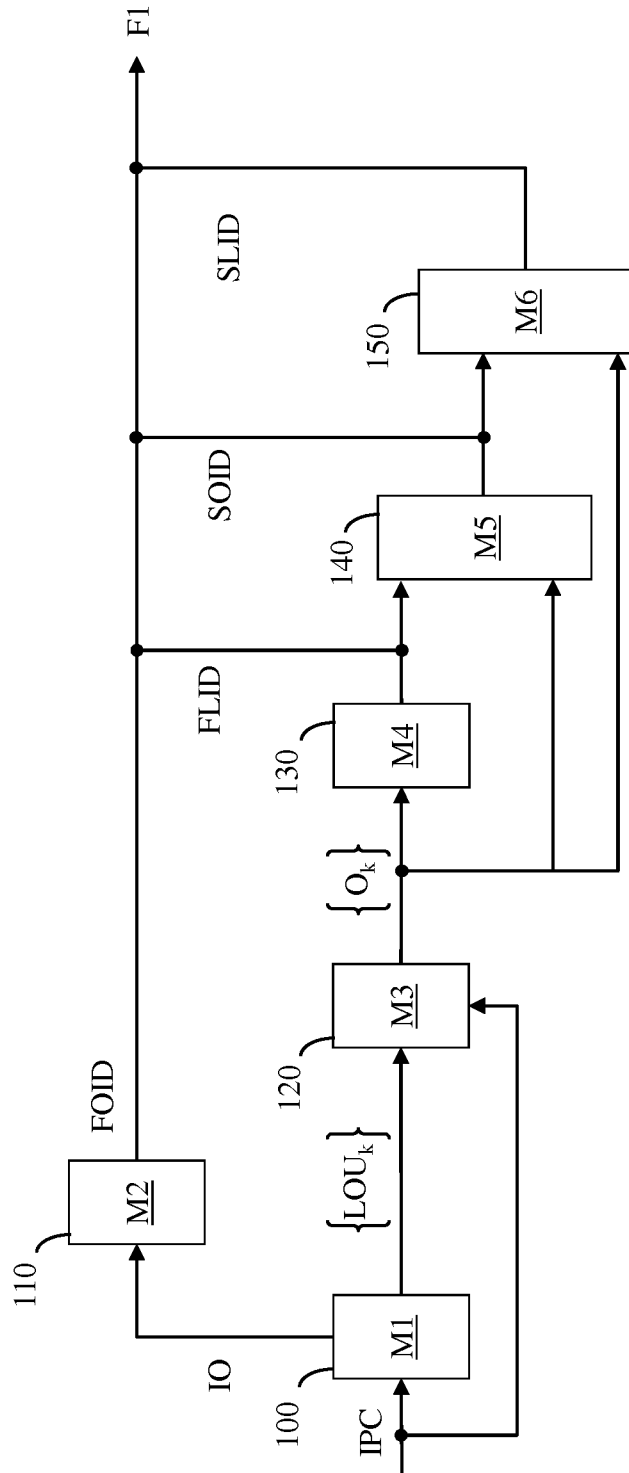 F1
FOID
FLID
SOID
SLID
110
M2
IO
100
M1
IPC
{LOUₖ}
120
M3
{Oₖ}
130
M4
140
M5
150
M6